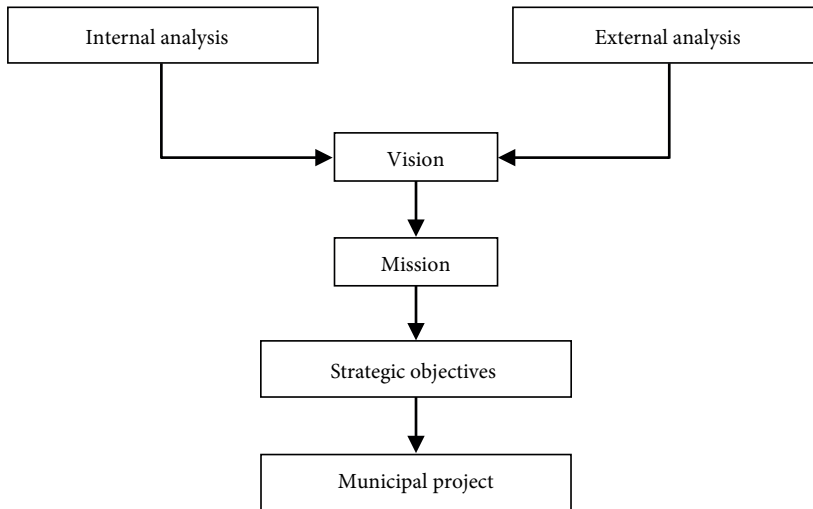 Internal analysis
External analysis
Vision
Mission
Strategic objectives
Municipal project